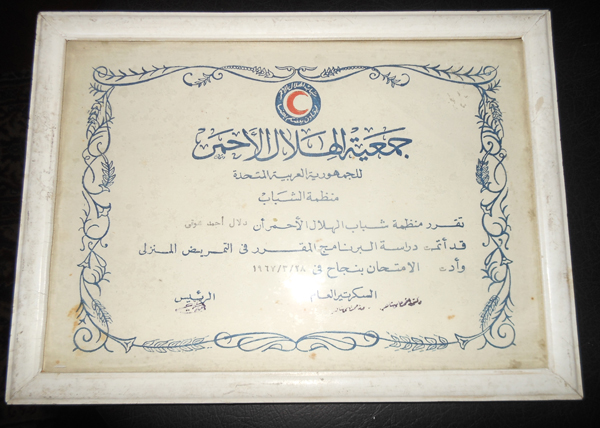 جمعية الهلال الأحمر
للجمهورية العربية المتحدة
منظمة الشباب
تقرر منظمة شباب الهلال الأحمر أن دلال أحمد
قد أتمت دراسة البرنامج المقرر في التمريض المنزلي
وأدت الامتحان بنجاح في ١٩٦٧/٣/٢٨
السكرتير العام الرئيس